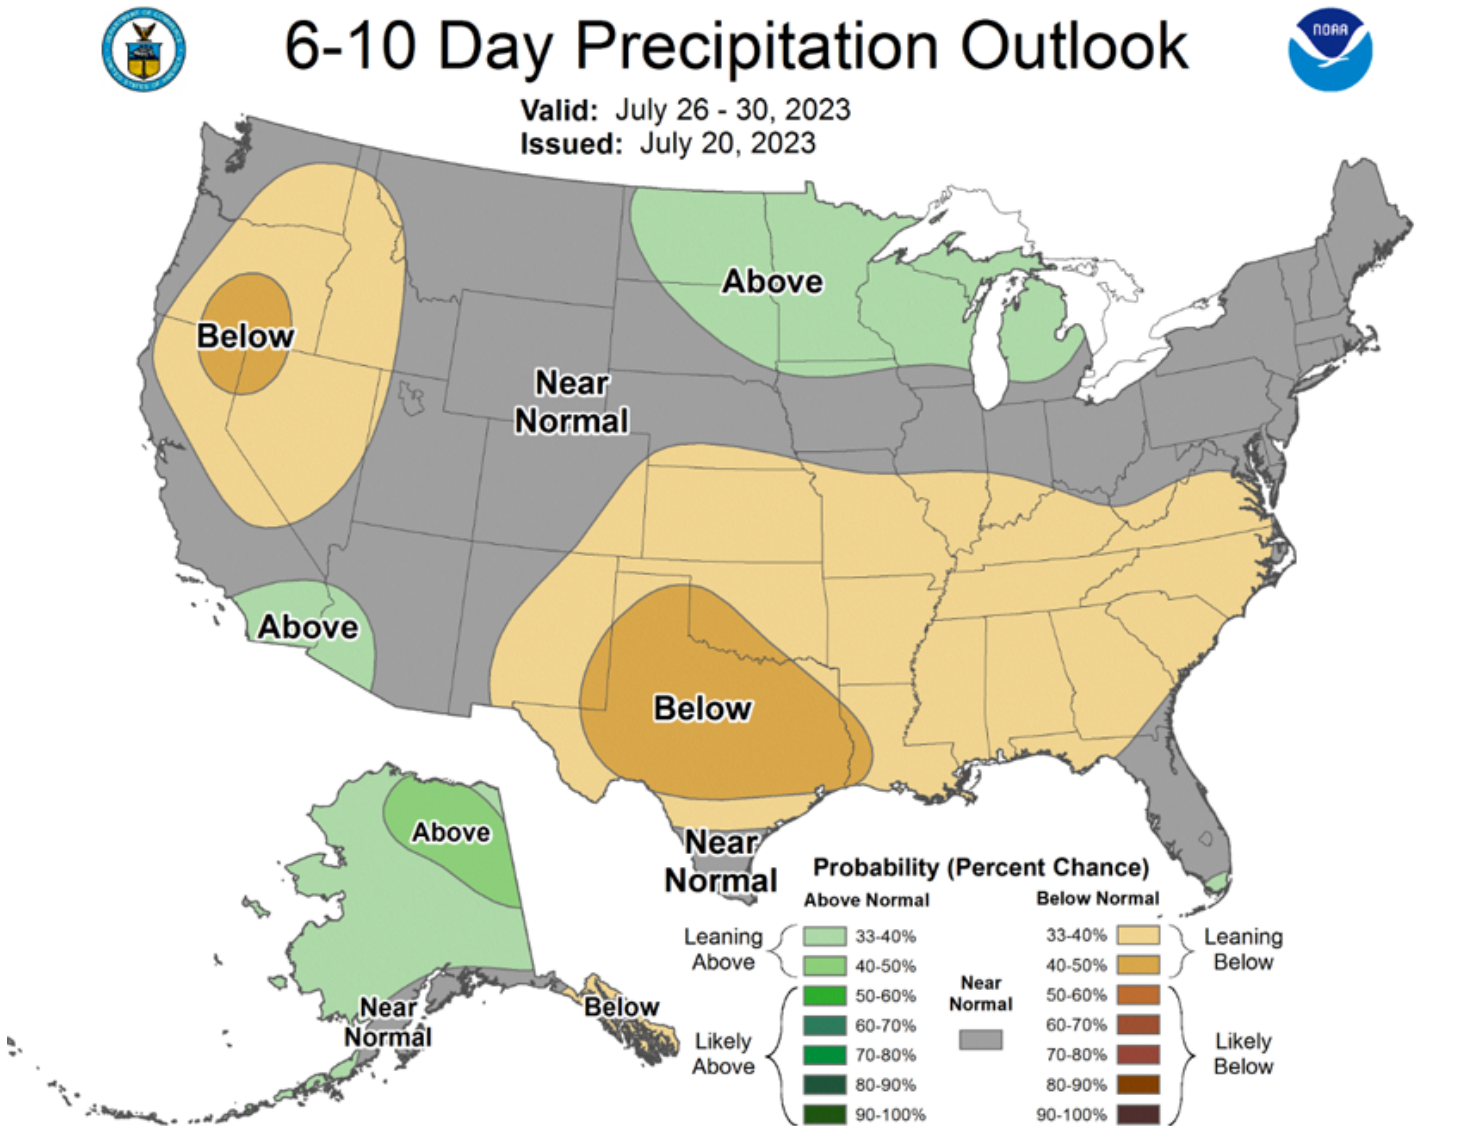 6-10 Day Precipitation Outlook
NOAA
Valid: July 26 - 30, 2023
Issued: July 20, 2023
Above
Below
Near
Normal
Above
Below
Above
Near
Normal
Near
Normal
Below
Probability (Percent Chance)
Above Normal
Below Normal
Leaning
Above
33-40%
40-50%
Likely
Above
50-60%
60-70%
70-80%
80-90%
90-100%
Near
Normal
33-40%
40-50%
Leaning
Below
50-60%
60-70%
70-80%
80-90%
90-100%
Likely
Below